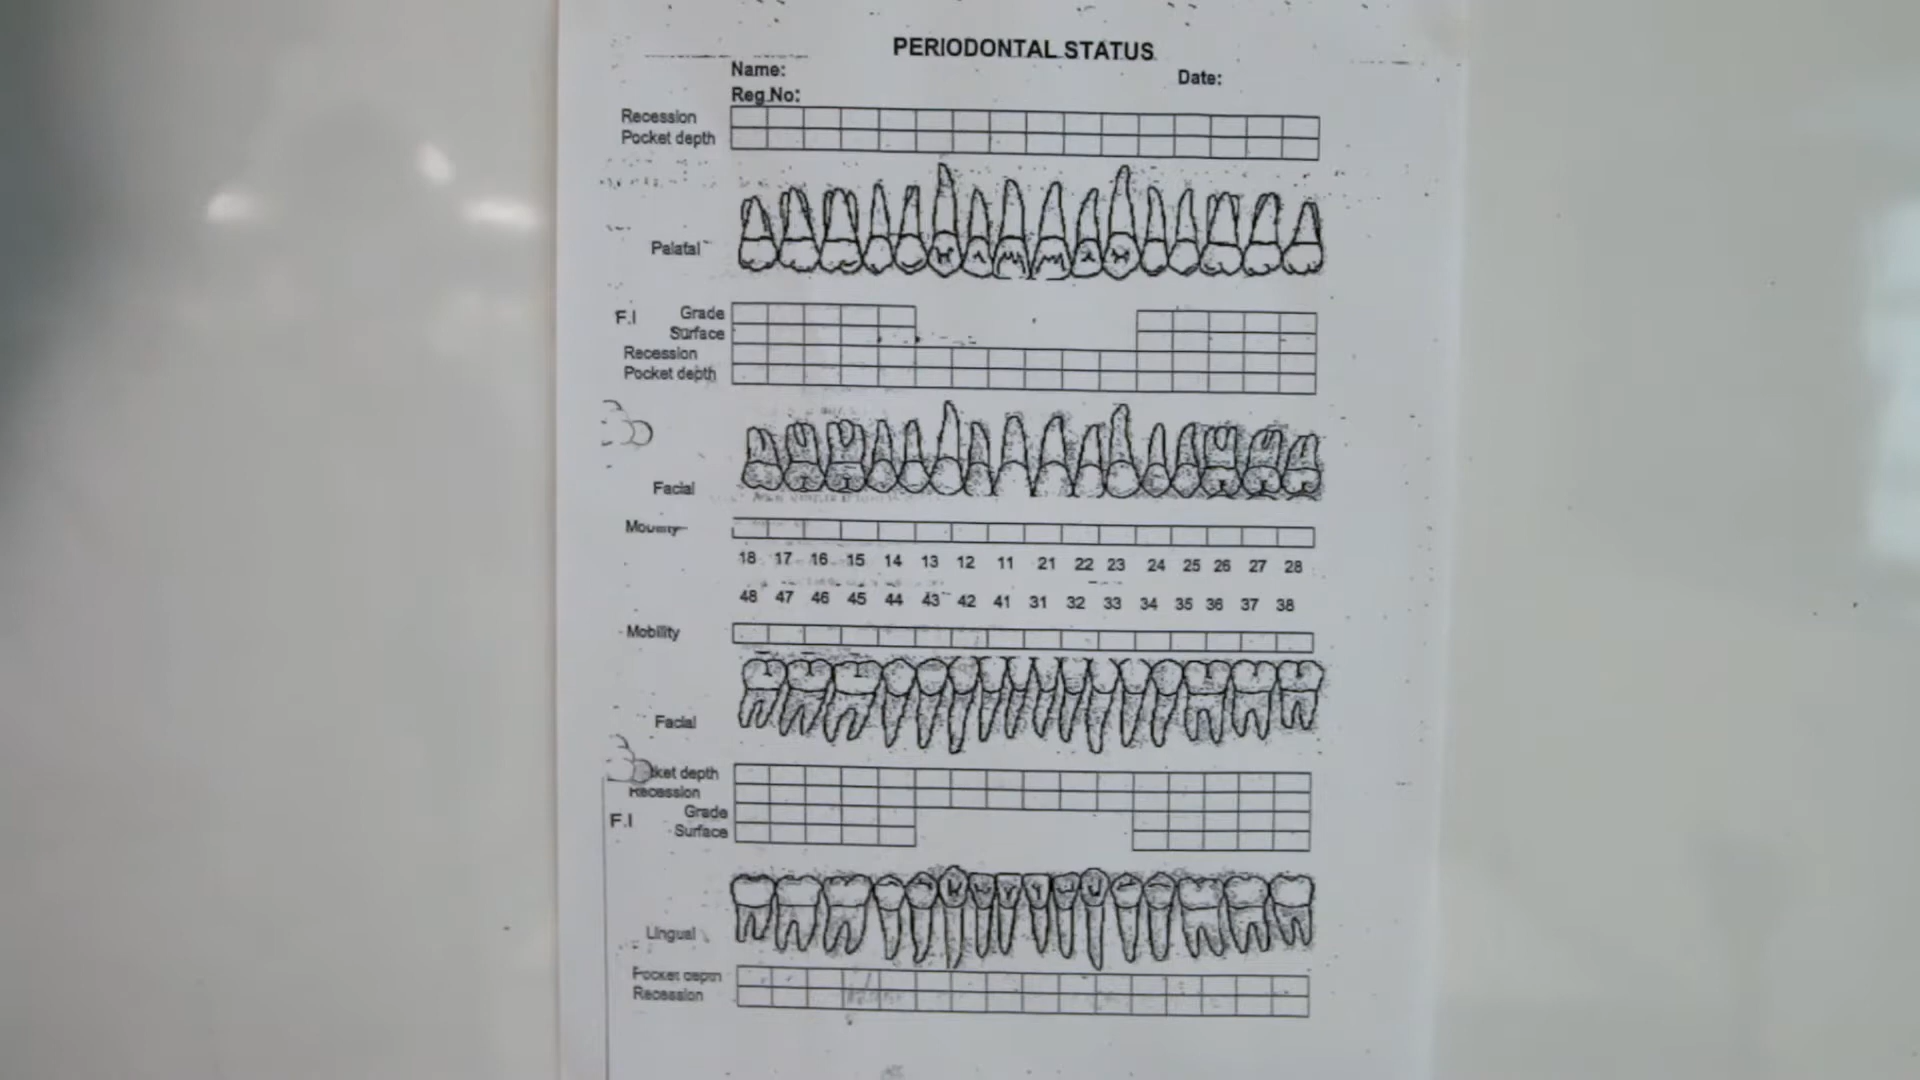 PERIODONTAL STATUS
Name:
Date:
Reg.No:
Recession
Pocket depth
Palatal
F.I Grade
Surface
Recession
Pocket depth
Facial
18 17 16 15 14 13 12 11 21 22 23 24 25 26 27 28
48 47 46 45 44 43 42 41 31 32 33 34 35 36 37 38
Mobility
Facial
ket depth
Recession
F.I Grade
Surface
Lingual
Pocket depth
Recession